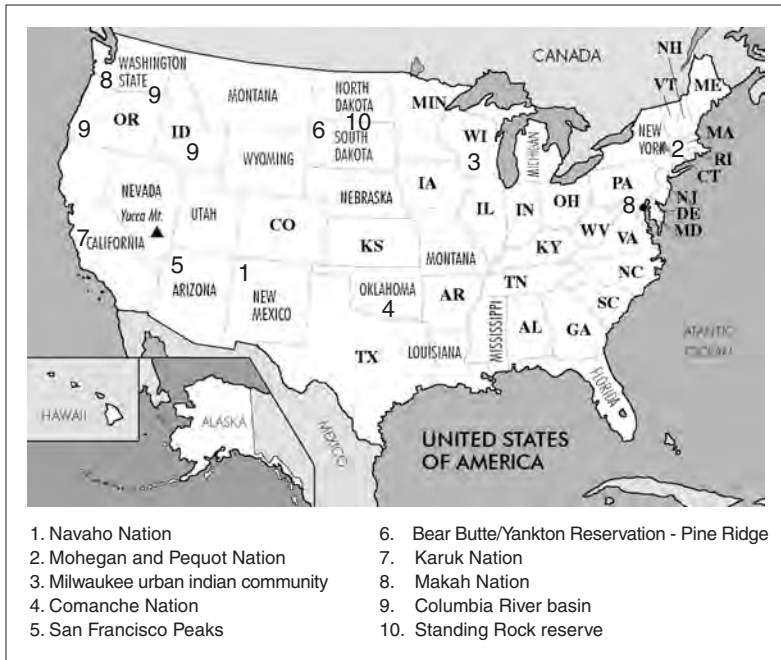 CANADA
NH
VT
ME
WASHINGTON
STATE
8
9
MONTANA
NORTH
DAKOTA
10
MIN
OR
ID
9
9
6
SOUTH
DAKOTA
WI
3
MICHIGAN
NEW
YORK
2
MA
RI
CT
WYOMING
NEVADA
Yucca Mt.
UTAH
NEBRASKA
IA
IL
IN
OH
PA
8
NJ
DE
MD
7
CALIFORNIA
CO
KS
MONTANA
KY
WV
VA
5
ARIZONA
1
NEW
MEXICO
OKLAHOMA
4
AR
TN
NC
SC
TX
LOUISIANA
MISSISSIPPI
AL
GA
FLORIDA
ATANTIC
OCEAN
HAWAII
ALASKA
MEXICO
UNITED STATES
OF AMERICA
1. Navaho Nation
2. Mohegan and Pequot Nation
3. Milwaukee urban indian community
4. Comanche Nation
5. San Francisco Peaks
6. Bear Butte/Yankton Reservation - Pine Ridge
7. Karuk Nation
8. Makah Nation
9. Columbia River basin
10. Standing Rock reserve